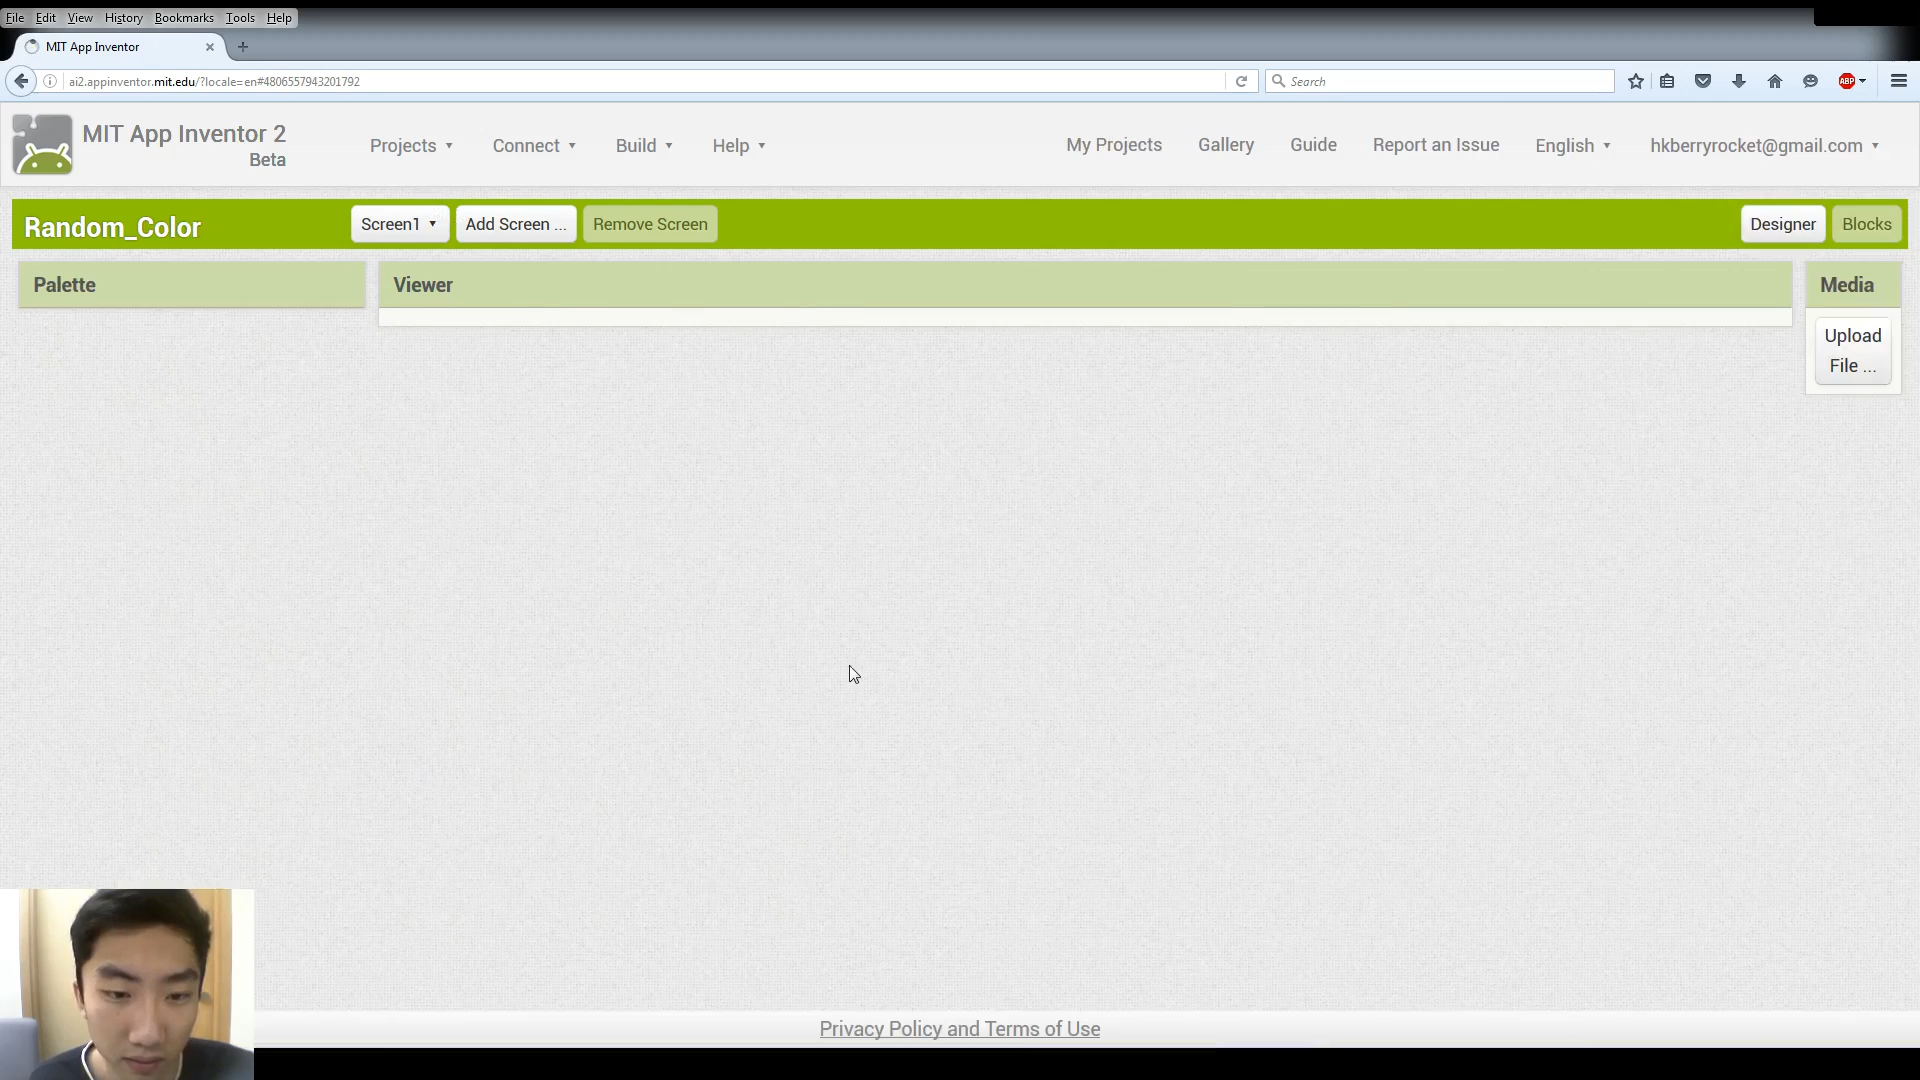 File Edit View History Bookmarks Tools Help
MIT App Inventor
ai2.appinventor.mit.edu/?locale=en#4806557943201792
Search
ABP
MIT App Inventor 2
Beta
Projects Connect Build Help My Projects Gallery Guide Report an Issue English hkberryrocket@gmail.com
Random_Color Screen1 Add Screen ... Remove Screen Designer Blocks
Palette Viewer Media
Upload
File ...
Privacy Policy and Terms of Use